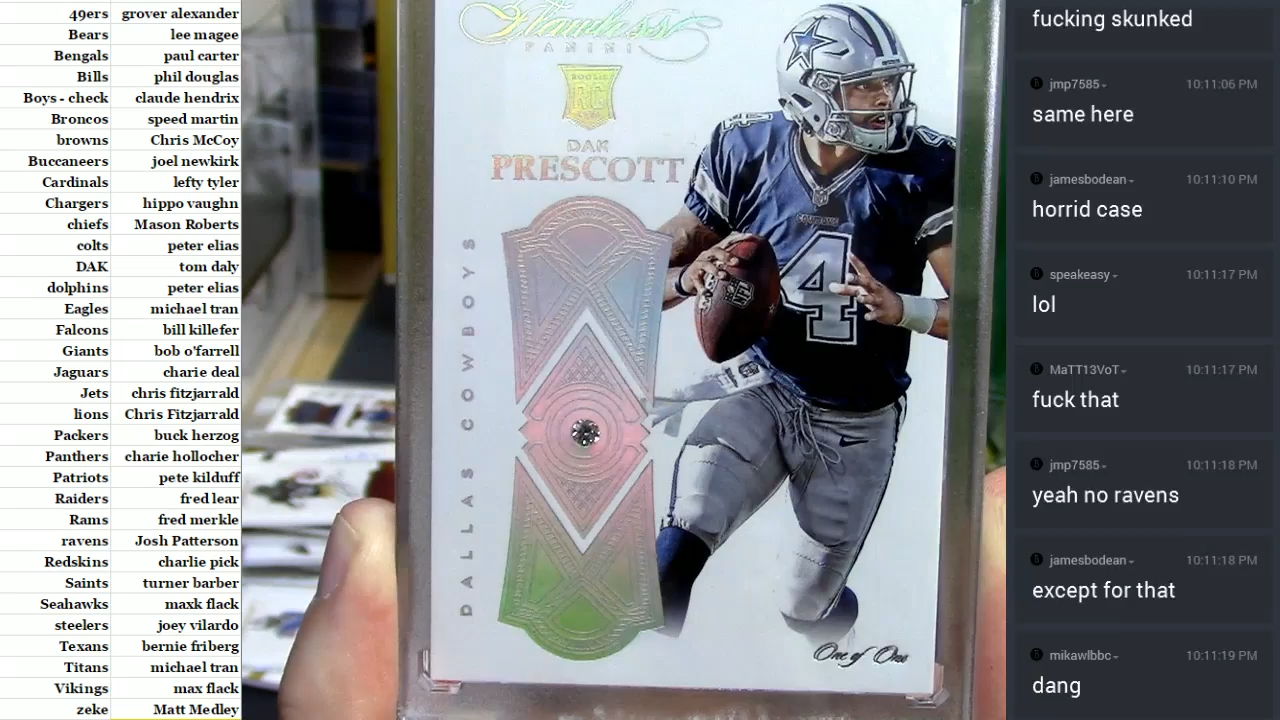 49ers grover alexander
Bears lee magee
Bengals paul carter
Bills phil douglas
Boys - check claude hendrix
Broncos speed martin
browns Chris McCoy
Buccaneers joel newkirk
Cardinals lefty tyler
Chargers hippo vaughn
chiefs Mason Roberts
colts peter elias
DAK tom daly
dolphins peter elias
Eagles michael tran
Falcons bill killefer
Giants bob o'farrell
Jaguars charie deal
Jets chris fitzjarrald
lions Chris Fitzjarrald
Packers buck herzog
Panthers charie hollocher
Patriots pete kilduff
Raiders fred lear
Rams fred merkle
ravens Josh Patterson
Redskins charlie pick
Saints turner barber
Seahawks maxk flack
steelers joey vilardo
Texans bernie friberg
Titans michael tran
Vikings max flack
zeke Matt Medley
Flawless
PANINI
ROOKIE
RC
DAK
PRESCOTT
DALLAS COWBOYS
COWBOYS
4
4
NFL
One of One
fucking skunked
jmp7585 10:11:06 PM
same here
jamesbodean 10:11:10 PM
horrid case
speakeasy 10:11:17 PM
lol
MaTT13VoT 10:11:17 PM
fuck that
jmp7585 10:11:18 PM
yeah no ravens
jamesbodean 10:11:18 PM
except for that
mikawlbbc 10:11:19 PM
dang